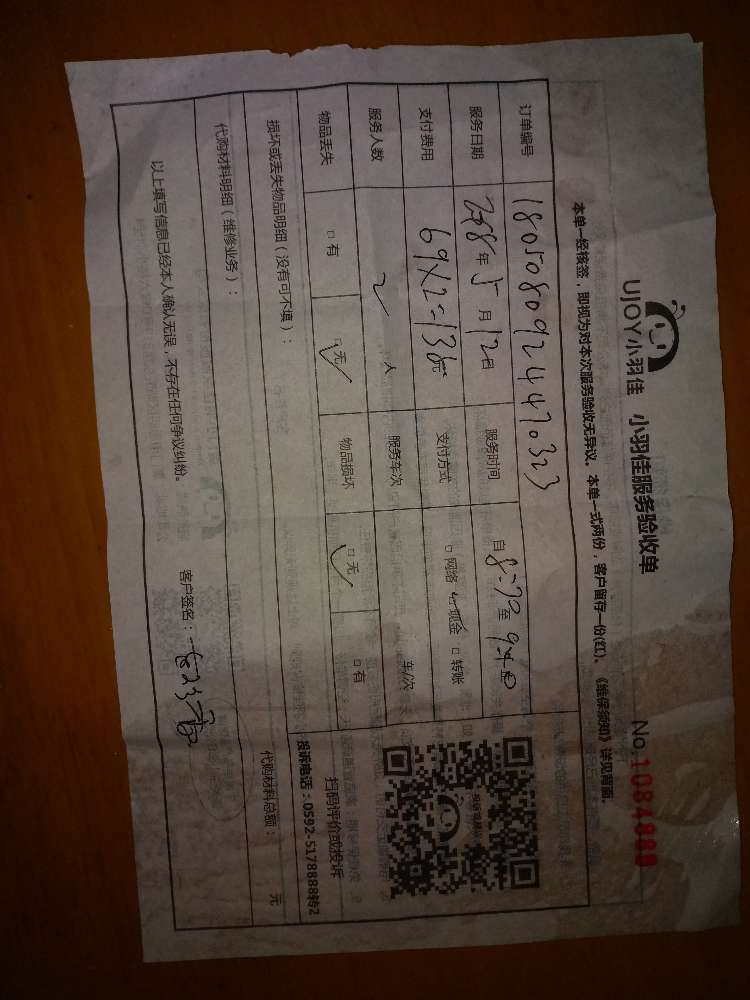 UJOY小羽佳 小羽佳服务验收单 No.1084888
本单一经核签，即视为对本次服务验收无异议。本单一式两份，客户留存一份(红)。《维保须知》详见背面。
订单编号 1805080924470323
服务日期 2018年5月12日 服务时间 自 至
支付费用 69×2=138元 支付方式 □网络 ☑现金 □转账
服务人数 2人 服务车次 车/次
物品丢失 □有 □无✓ 物品损坏 □无✓ □有
扫码评价或投诉
投诉电话：0592-5178888转2
损坏或丢失物品明细（没有可不填）：
代购材料明细（维修业务）： 代购材料总额： 元
以上填写信息已经本人确认无误，不存在任何争议纠纷。 客户签名：